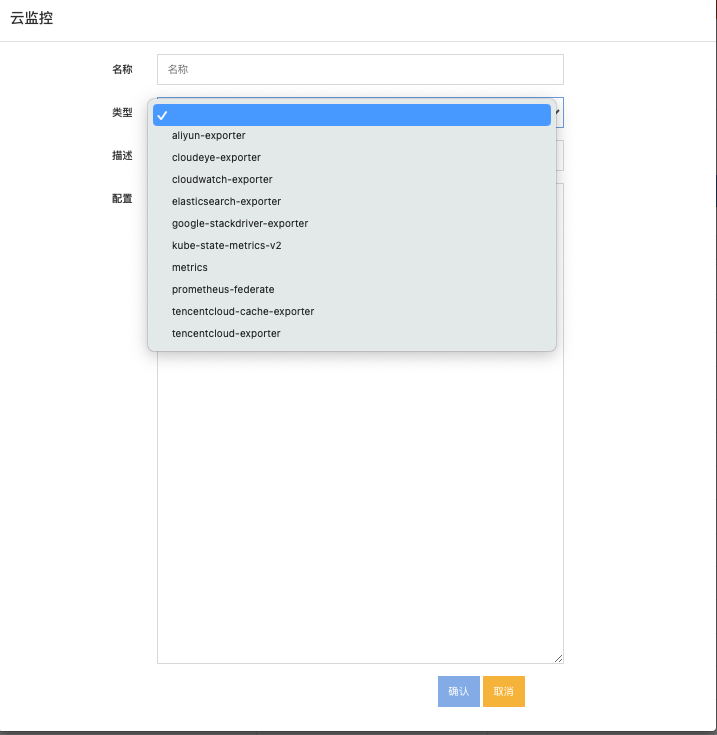 云监控
名称
名称
类型
aliyun-exporter
描述
cloudeye-exporter
cloudwatch-exporter
配置
elasticsearch-exporter
google-stackdriver-exporter
kube-state-metrics-v2
metrics
prometheus-federate
tencentcloud-cache-exporter
tencentcloud-exporter
确认
取消